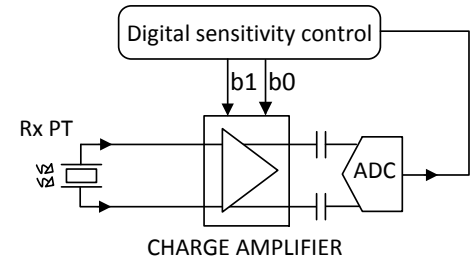 Digital sensitivity control
b1 b0
Rx PT
ADC
CHARGE AMPLIFIER